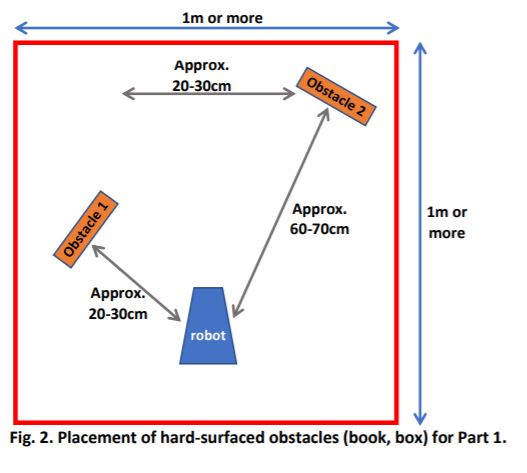 1m or more
Approx.
20-30cm
Obstacle 2
Approx.
60-70cm
1m or
more
Obstacle 1
Approx.
20-30cm
robot
Fig. 2. Placement of hard-surfaced obstacles (book, box) for Part 1.